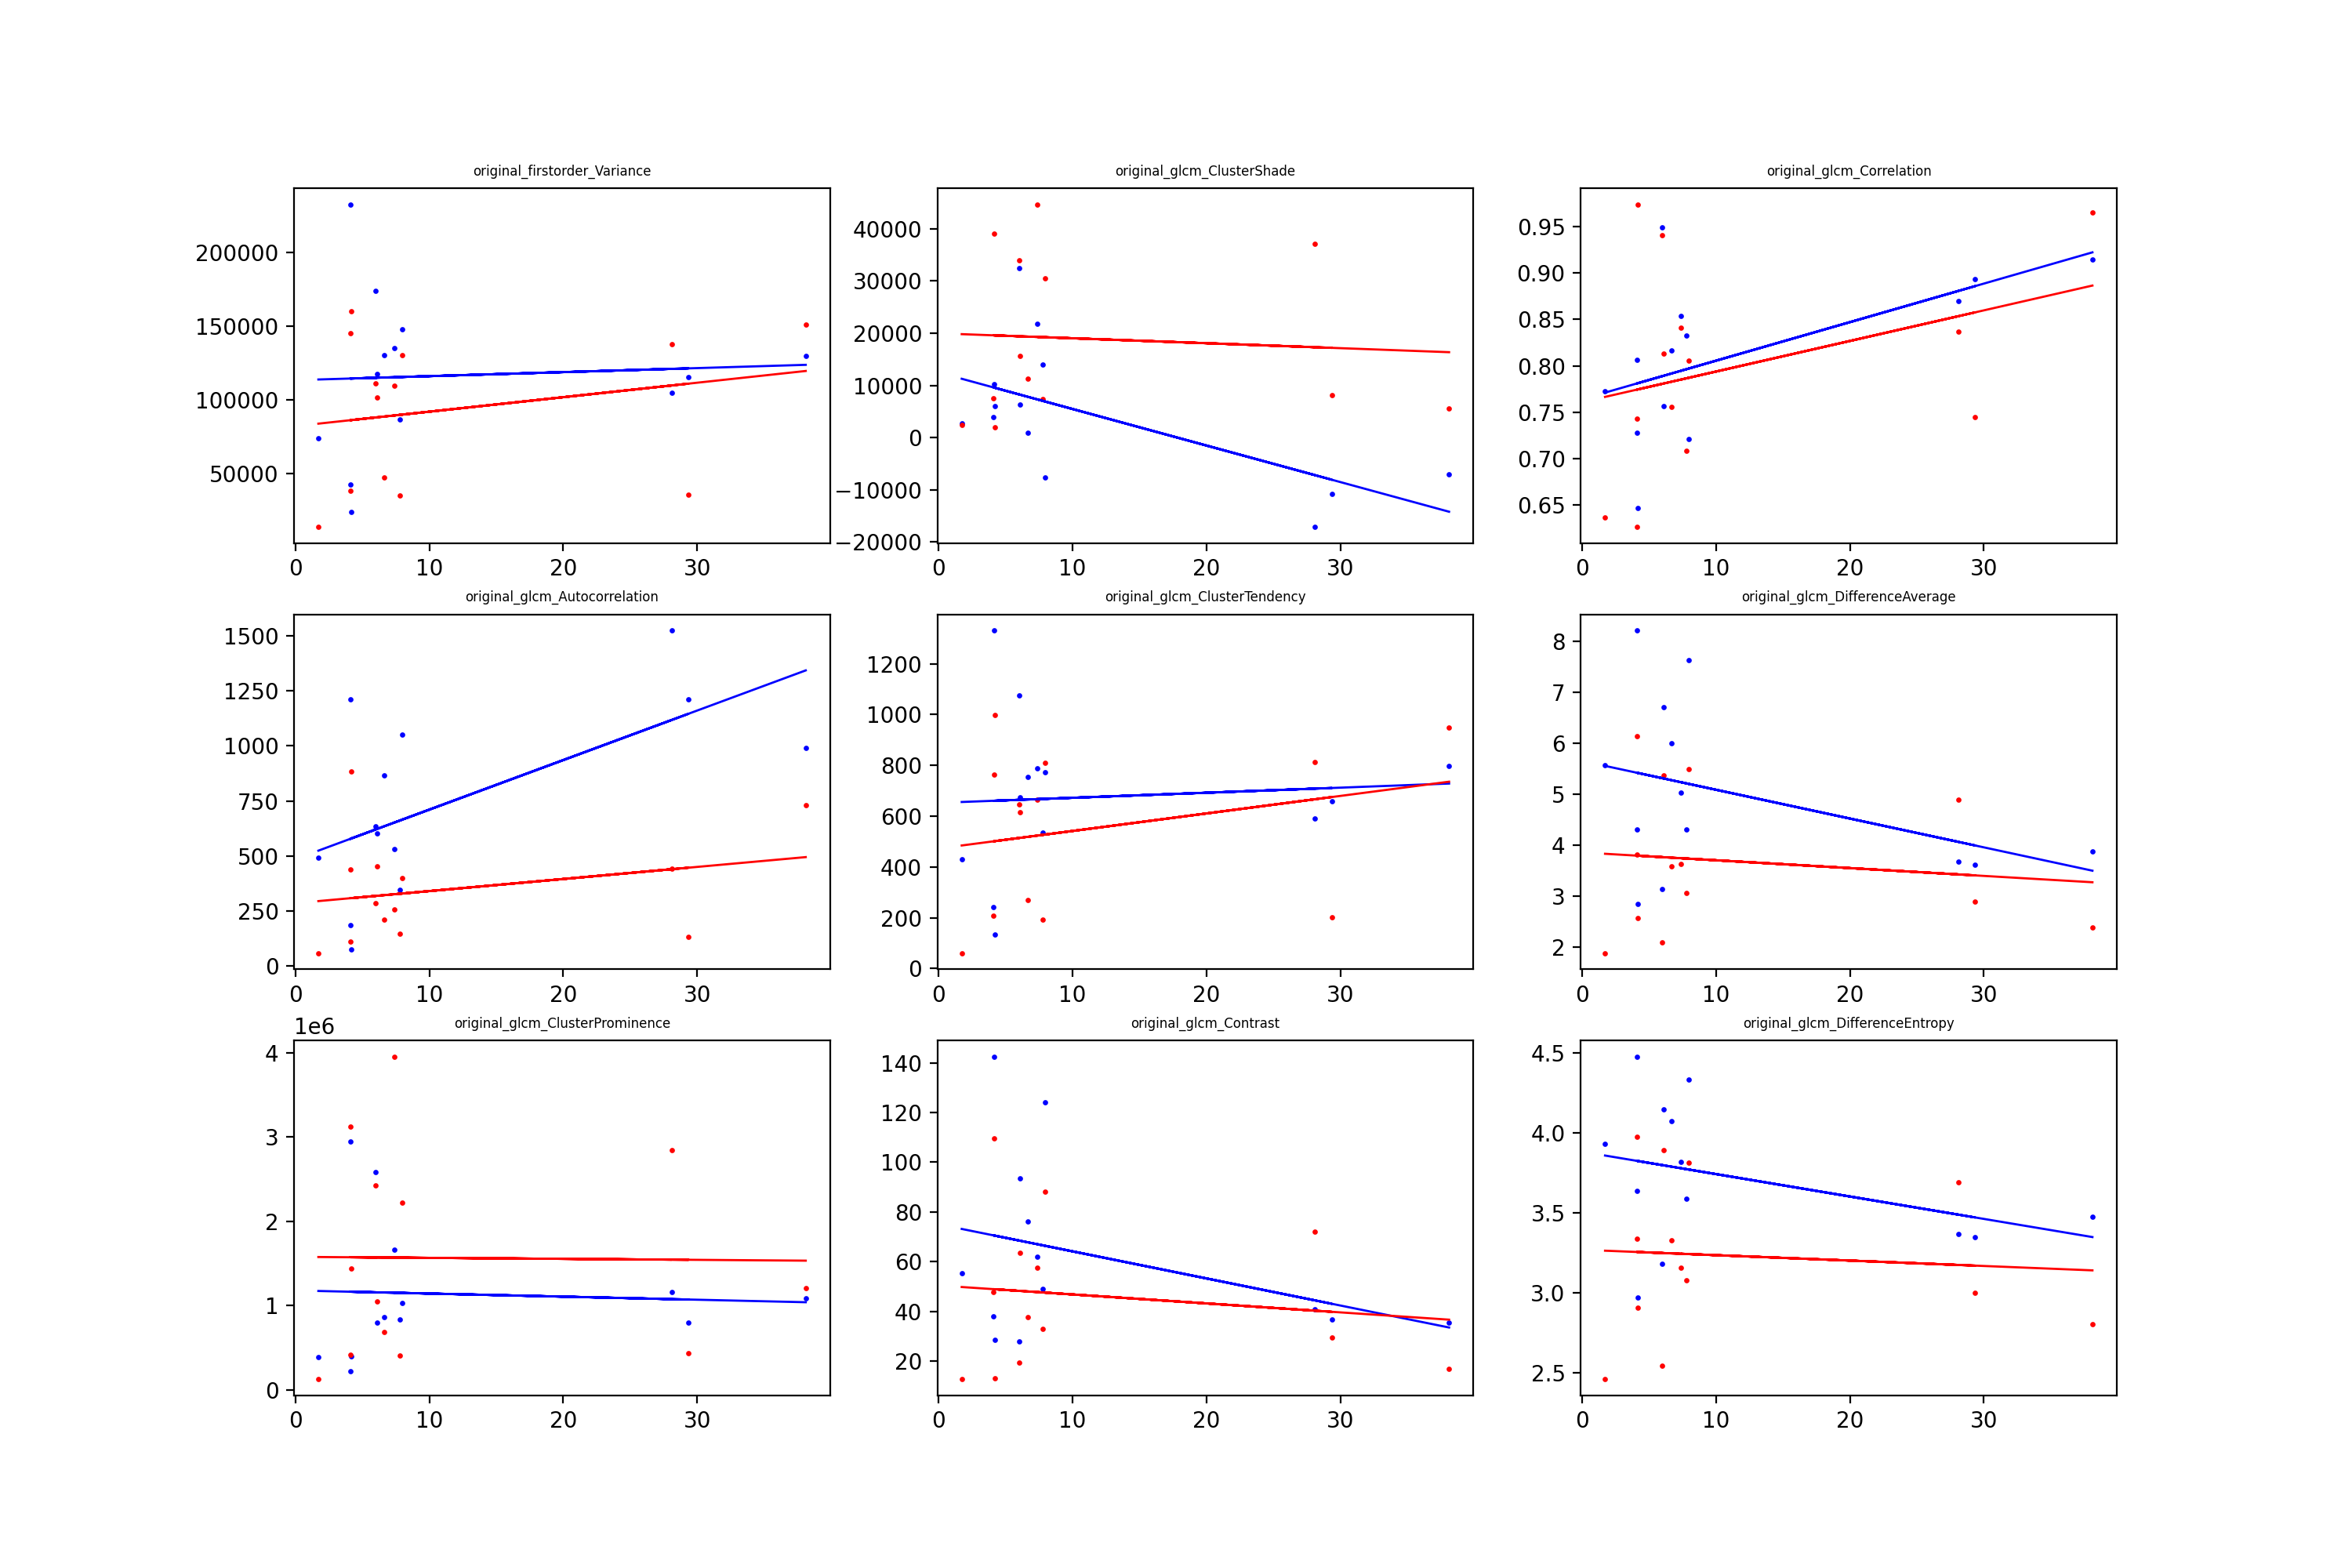 original_firstorder_Variance
200000
150000
100000
50000
0 10 20 30
original_glcm_ClusterShade
40000
30000
20000
10000
0
−10000
−20000
0 10 20 30
original_glcm_Correlation
0.95
0.90
0.85
0.80
0.75
0.70
0.65
0 10 20 30
original_glcm_Autocorrelation
1500
1250
1000
750
500
250
0
0 10 20 30
original_glcm_ClusterTendency
1200
1000
800
600
400
200
0
0 10 20 30
original_glcm_DifferenceAverage
8
7
6
5
4
3
2
0 10 20 30
1e6
original_glcm_ClusterProminence
4
3
2
1
0
0 10 20 30
original_glcm_Contrast
140
120
100
80
60
40
20
0 10 20 30
original_glcm_DifferenceEntropy
4.5
4.0
3.5
3.0
2.5
0 10 20 30